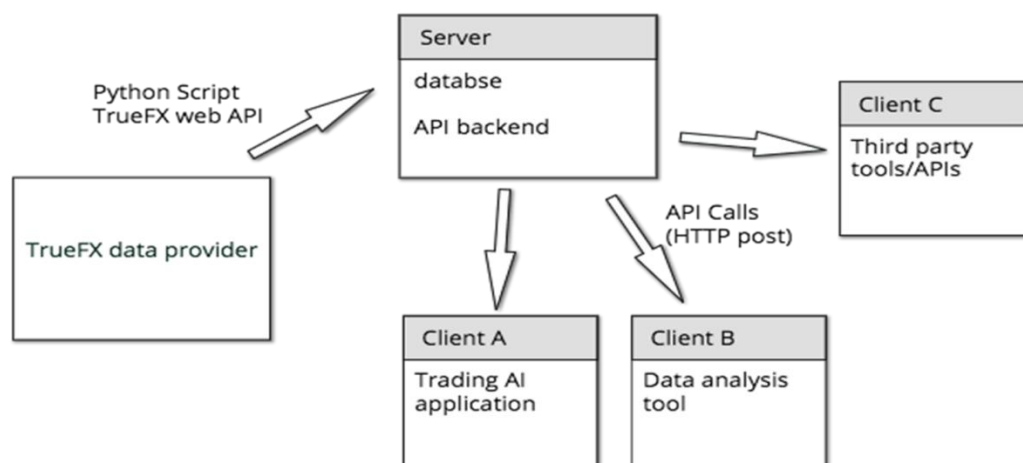 Server
databse
API backend
Python Script
TrueFX web API
Client C
Third party
tools/APIs
TrueFX data provider
API Calls
(HTTP post)
Client A
Trading AI
application
Client B
Data analysis
tool